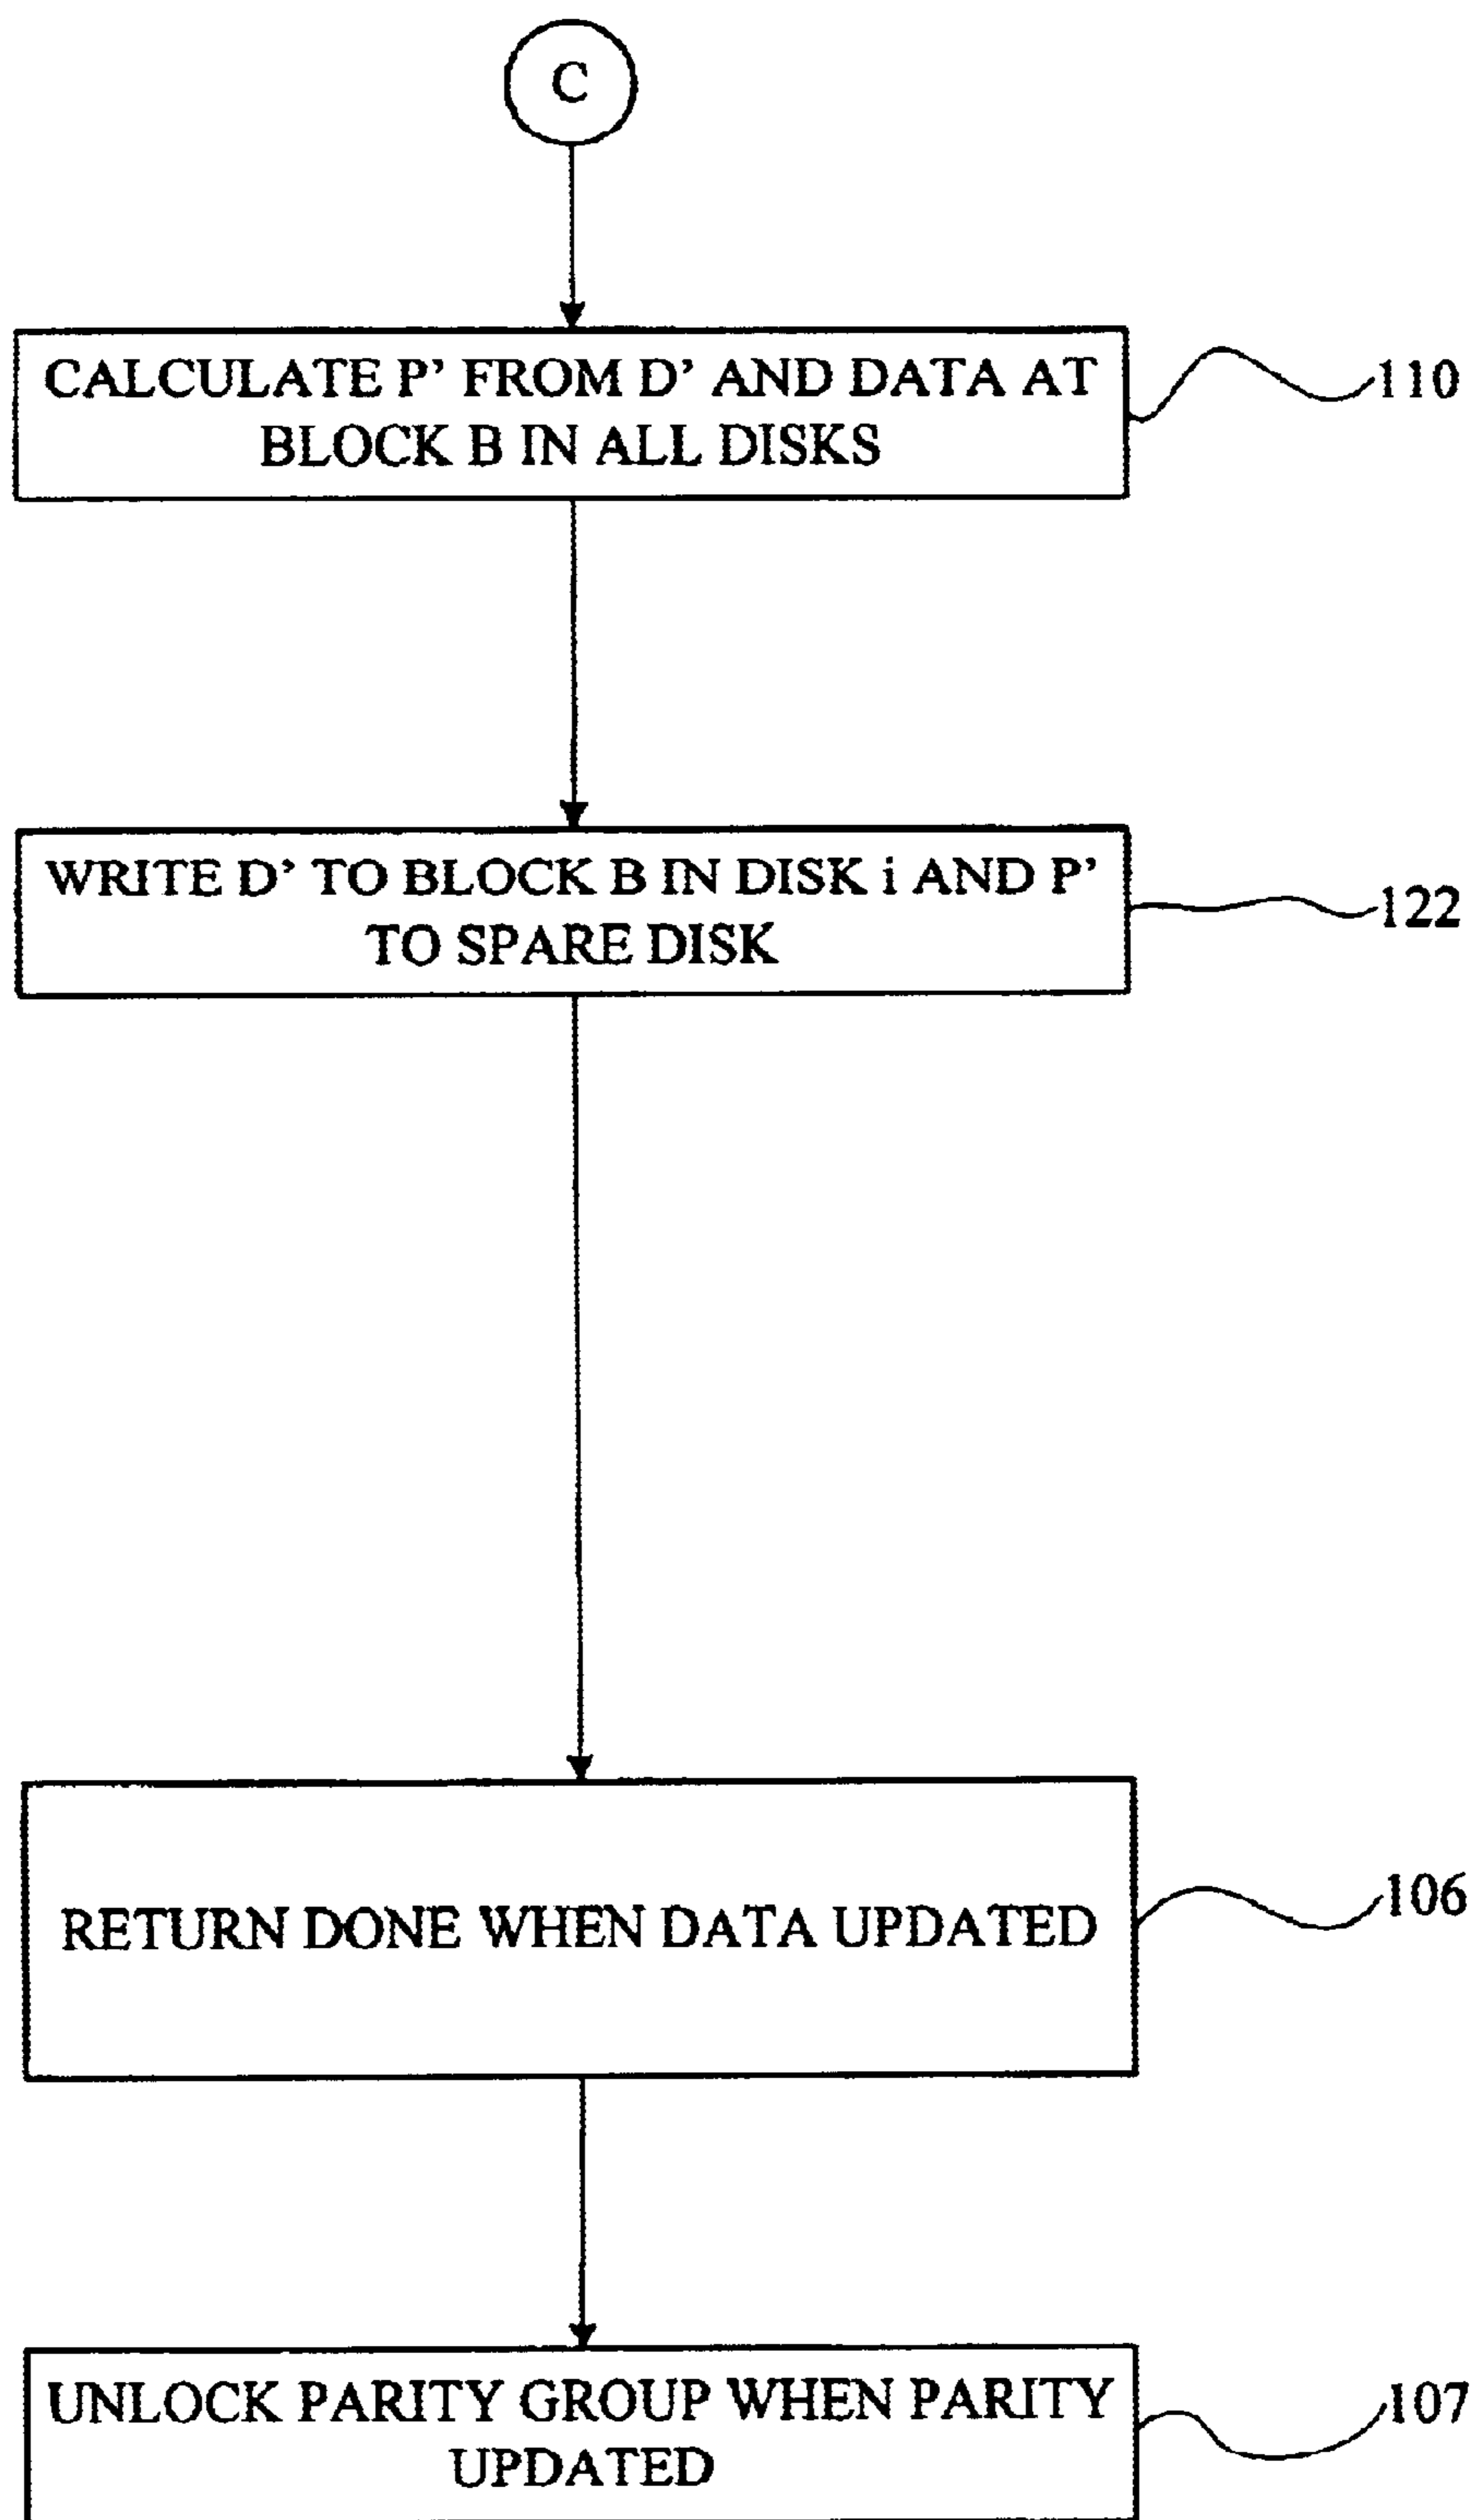 C
CALCULATE P' FROM D' AND DATA AT
BLOCK B IN ALL DISKS
110
WRITE D' TO BLOCK B IN DISK i AND P'
TO SPARE DISK
122
RETURN DONE WHEN DATA UPDATED
106
UNLOCK PARITY GROUP WHEN PARITY
UPDATED
107